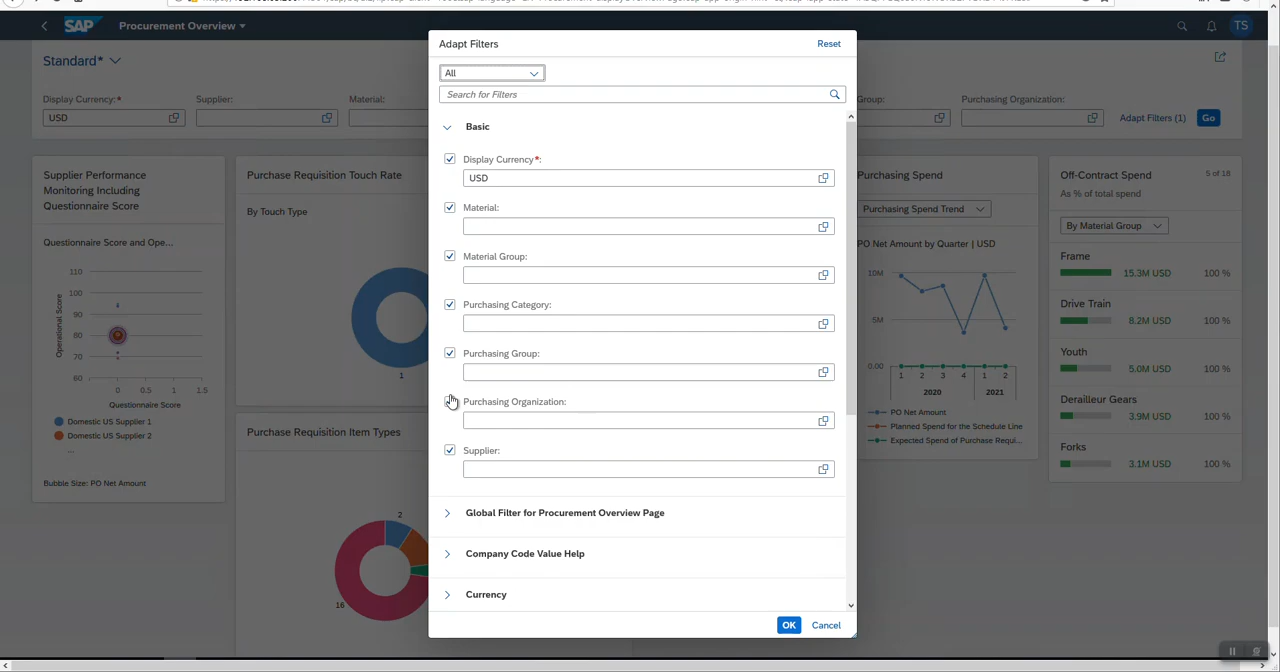 SAP
Procurement Overview
TS
Standard*
Display Currency:*
USD
Supplier:
Material:
Group:
Purchasing Organization:
Adapt Filters (1)
Go
Adapt Filters
Reset
All
Search for Filters
Basic
Display Currency*:
USD
Material:
Material Group:
Purchasing Category:
Purchasing Group:
Purchasing Organization:
Supplier:
Global Filter for Procurement Overview Page
Company Code Value Help
Currency
OK
Cancel
Supplier Performance
Monitoring Including
Questionnaire Score
Questionnaire Score and Ope...
Operational Score
110
100
90
80
70
60
0
0.5
1
1.5
Questionnaire Score
Domestic US Supplier 1
Domestic US Supplier 2
...
Bubble Size: PO Net Amount
Purchase Requisition Touch Rate
By Touch Type
1
Purchase Requisition Item Types
2
16
Purchasing Spend
Purchasing Spend Trend
PO Net Amount by Quarter | USD
10M
5M
0.00
1 2 3 4 1 2
2020 2021
PO Net Amount
Planned Spend for the Schedule Line
Expected Spend of Purchase Requi...
Off-Contract Spend
5 of 18
As % of total spend
By Material Group
Frame
15.3M USD 100 %
Drive Train
8.2M USD 100 %
Youth
5.0M USD 100 %
Derailleur Gears
3.9M USD 100 %
Forks
3.1M USD 100 %